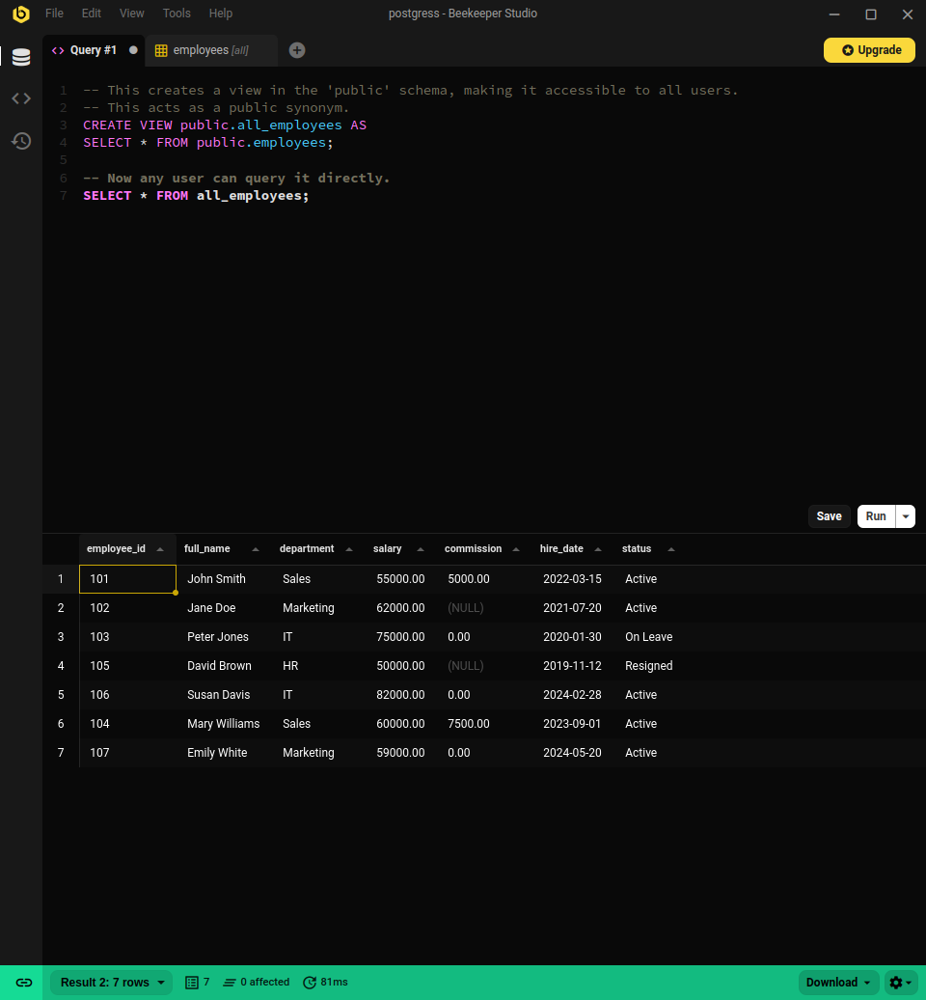 File Edit View Tools Help postgress - Beekeeper Studio
Query #1 employees [all] Upgrade
1 -- This creates a view in the 'public' schema, making it accessible to all users.
2 -- This acts as a public synonym.
3 CREATE VIEW public.all_employees AS
4 SELECT * FROM public.employees;
5
6 -- Now any user can query it directly.
7 SELECT * FROM all_employees;
Save Run
employee_id full_name department salary commission hire_date status
1 101 John Smith Sales 55000.00 5000.00 2022-03-15 Active
2 102 Jane Doe Marketing 62000.00 (NULL) 2021-07-20 Active
3 103 Peter Jones IT 75000.00 0.00 2020-01-30 On Leave
4 105 David Brown HR 50000.00 (NULL) 2019-11-12 Resigned
5 106 Susan Davis IT 82000.00 0.00 2024-02-28 Active
6 104 Mary Williams Sales 60000.00 7500.00 2023-09-01 Active
7 107 Emily White Marketing 59000.00 0.00 2024-05-20 Active
Result 2: 7 rows 7 0 affected 81ms Download